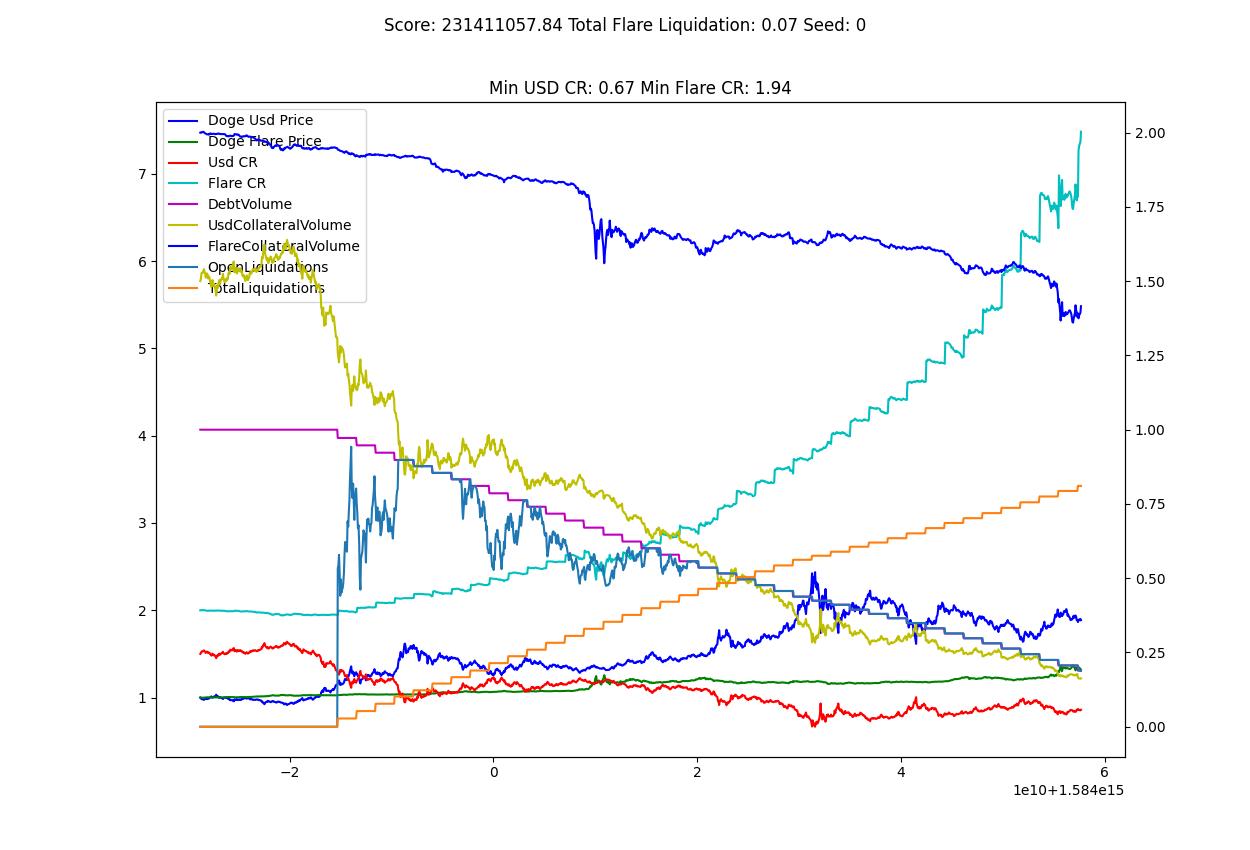 Score: 231411057.84 Total Flare Liquidation: 0.07 Seed: 0
Min USD CR: 0.67 Min Flare CR: 1.94
Doge Usd Price
Doge Flare Price
Usd CR
Flare CR
DebtVolume
UsdCollateralVolume
FlareCollateralVolume
OpenLiquidations
TotalLiquidations
7
6
5
4
3
2
1
2.00
1.75
1.50
1.25
1.00
0.75
0.50
0.25
0.00
−2 0 2 4 6
1e10+1.584e15